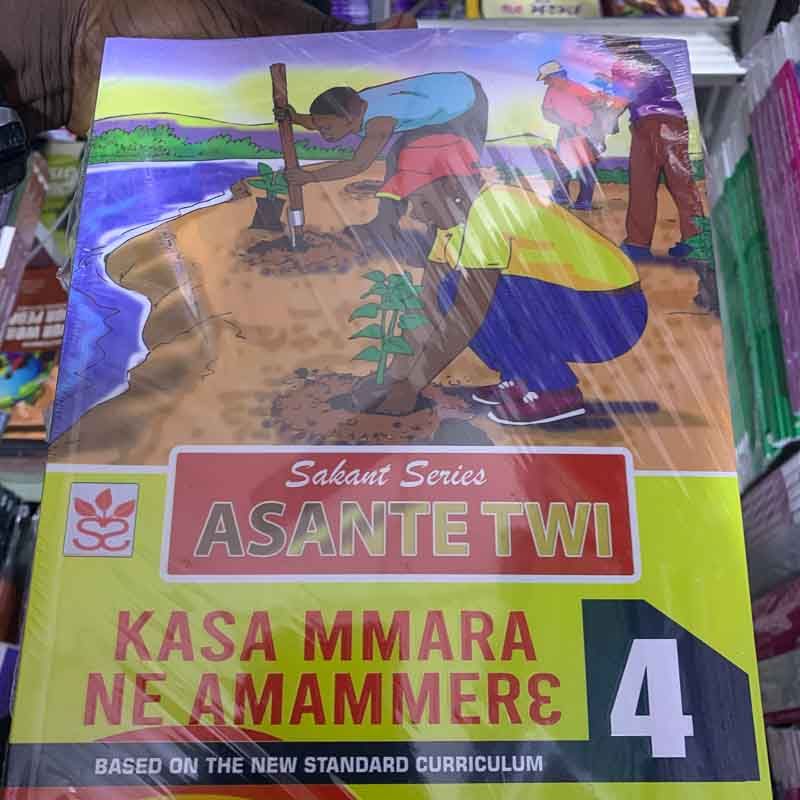 Sakant Series
ASANTE TWI
KASA MMARA
NE AMAMMERƐ
4
BASED ON THE NEW STANDARD CURRICULUM